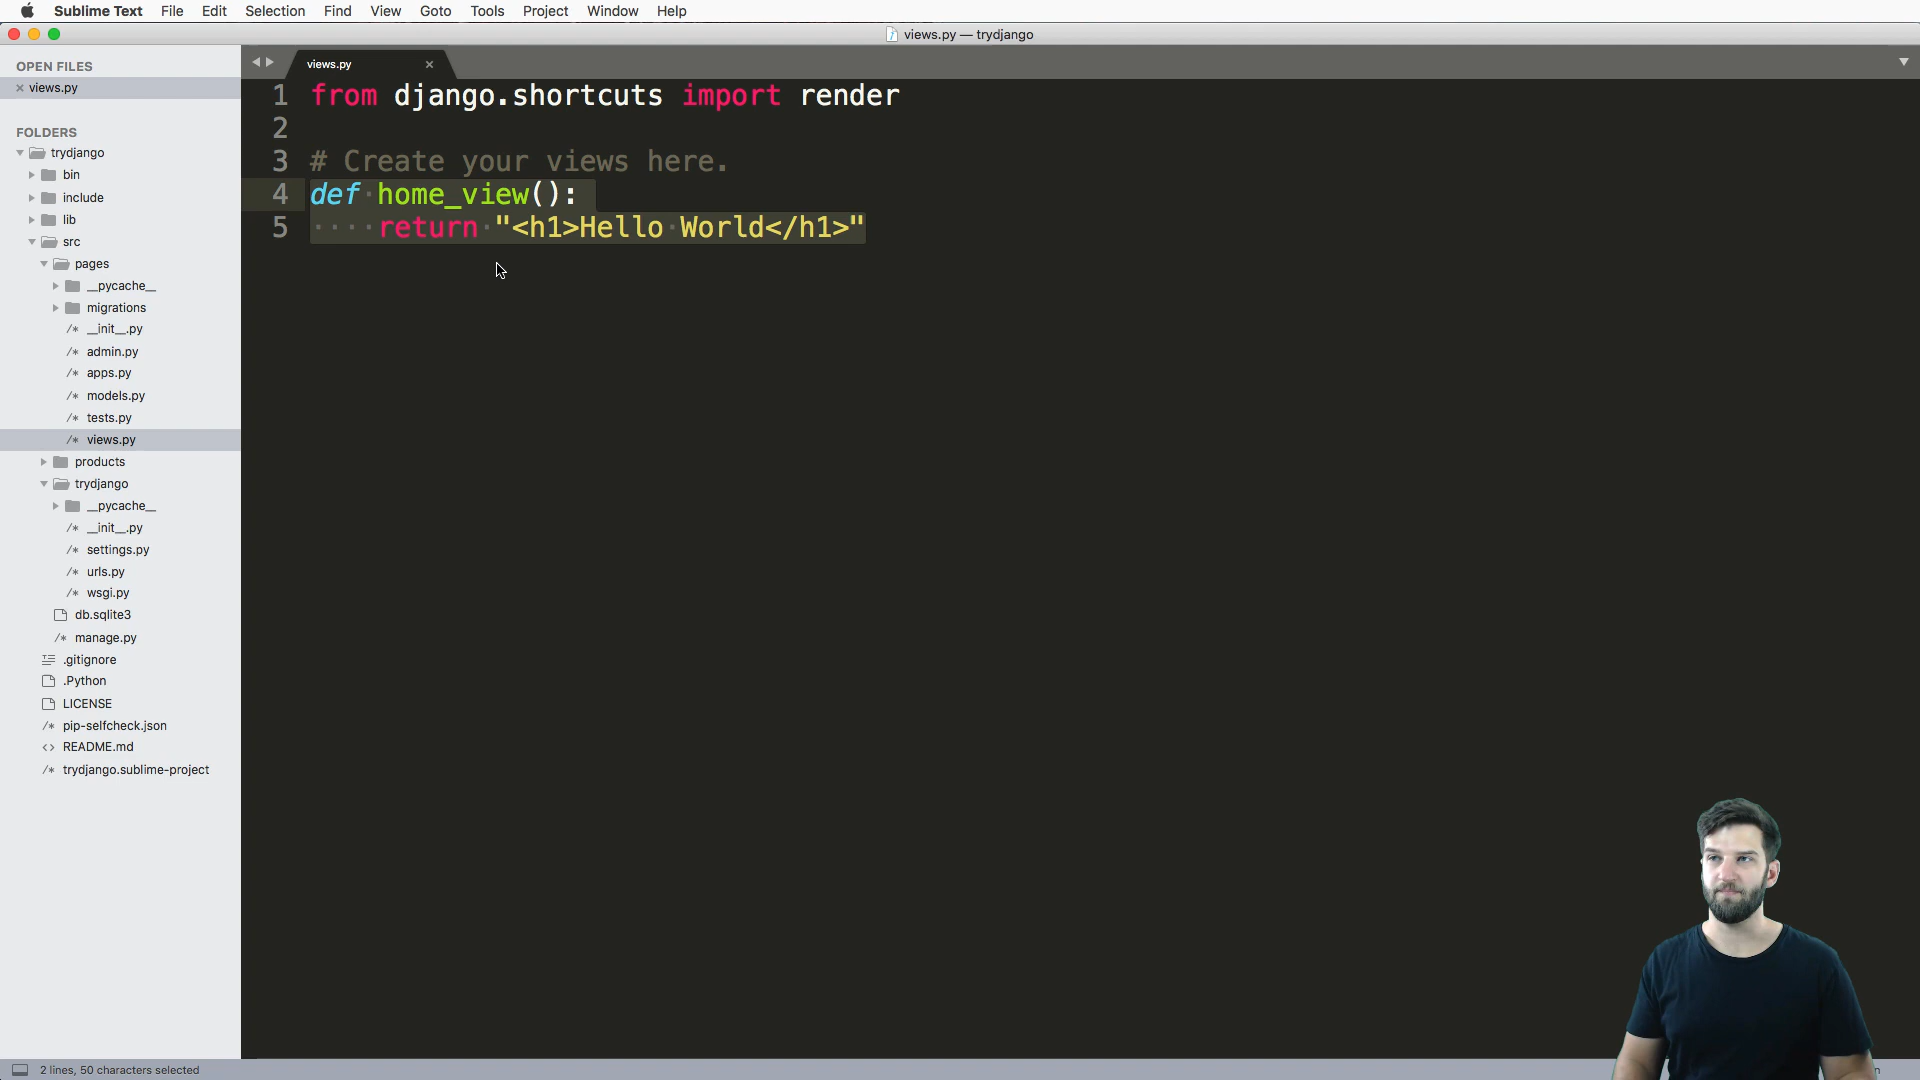 Sublime Text File Edit Selection Find View Goto Tools Project Window Help
views.py — trydjango
OPEN FILES
views.py
FOLDERS
trydjango
bin
include
lib
src
pages
__pycache__
migrations
__init__.py
admin.py
apps.py
models.py
tests.py
views.py
products
trydjango
__pycache__
__init__.py
settings.py
urls.py
wsgi.py
db.sqlite3
manage.py
.gitignore
.Python
LICENSE
pip-selfcheck.json
README.md
trydjango.sublime-project
views.py
1 from django.shortcuts import render
2
3 # Create your views here.
4 def home_view():
5 return "<h1>Hello World</h1>"
2 lines, 50 characters selected